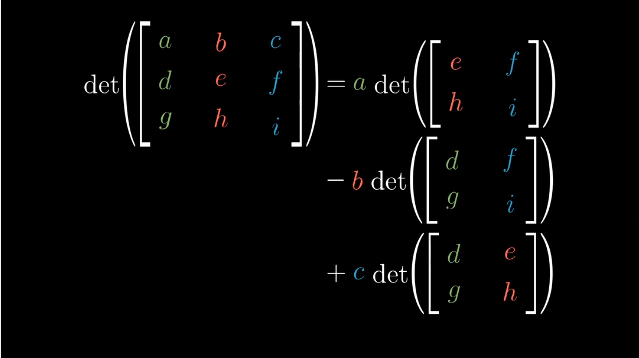 det([a b c
d e f
g h i]) = a det([e f
h i])
− b det([d f
g i])
+ c det([d e
g h])